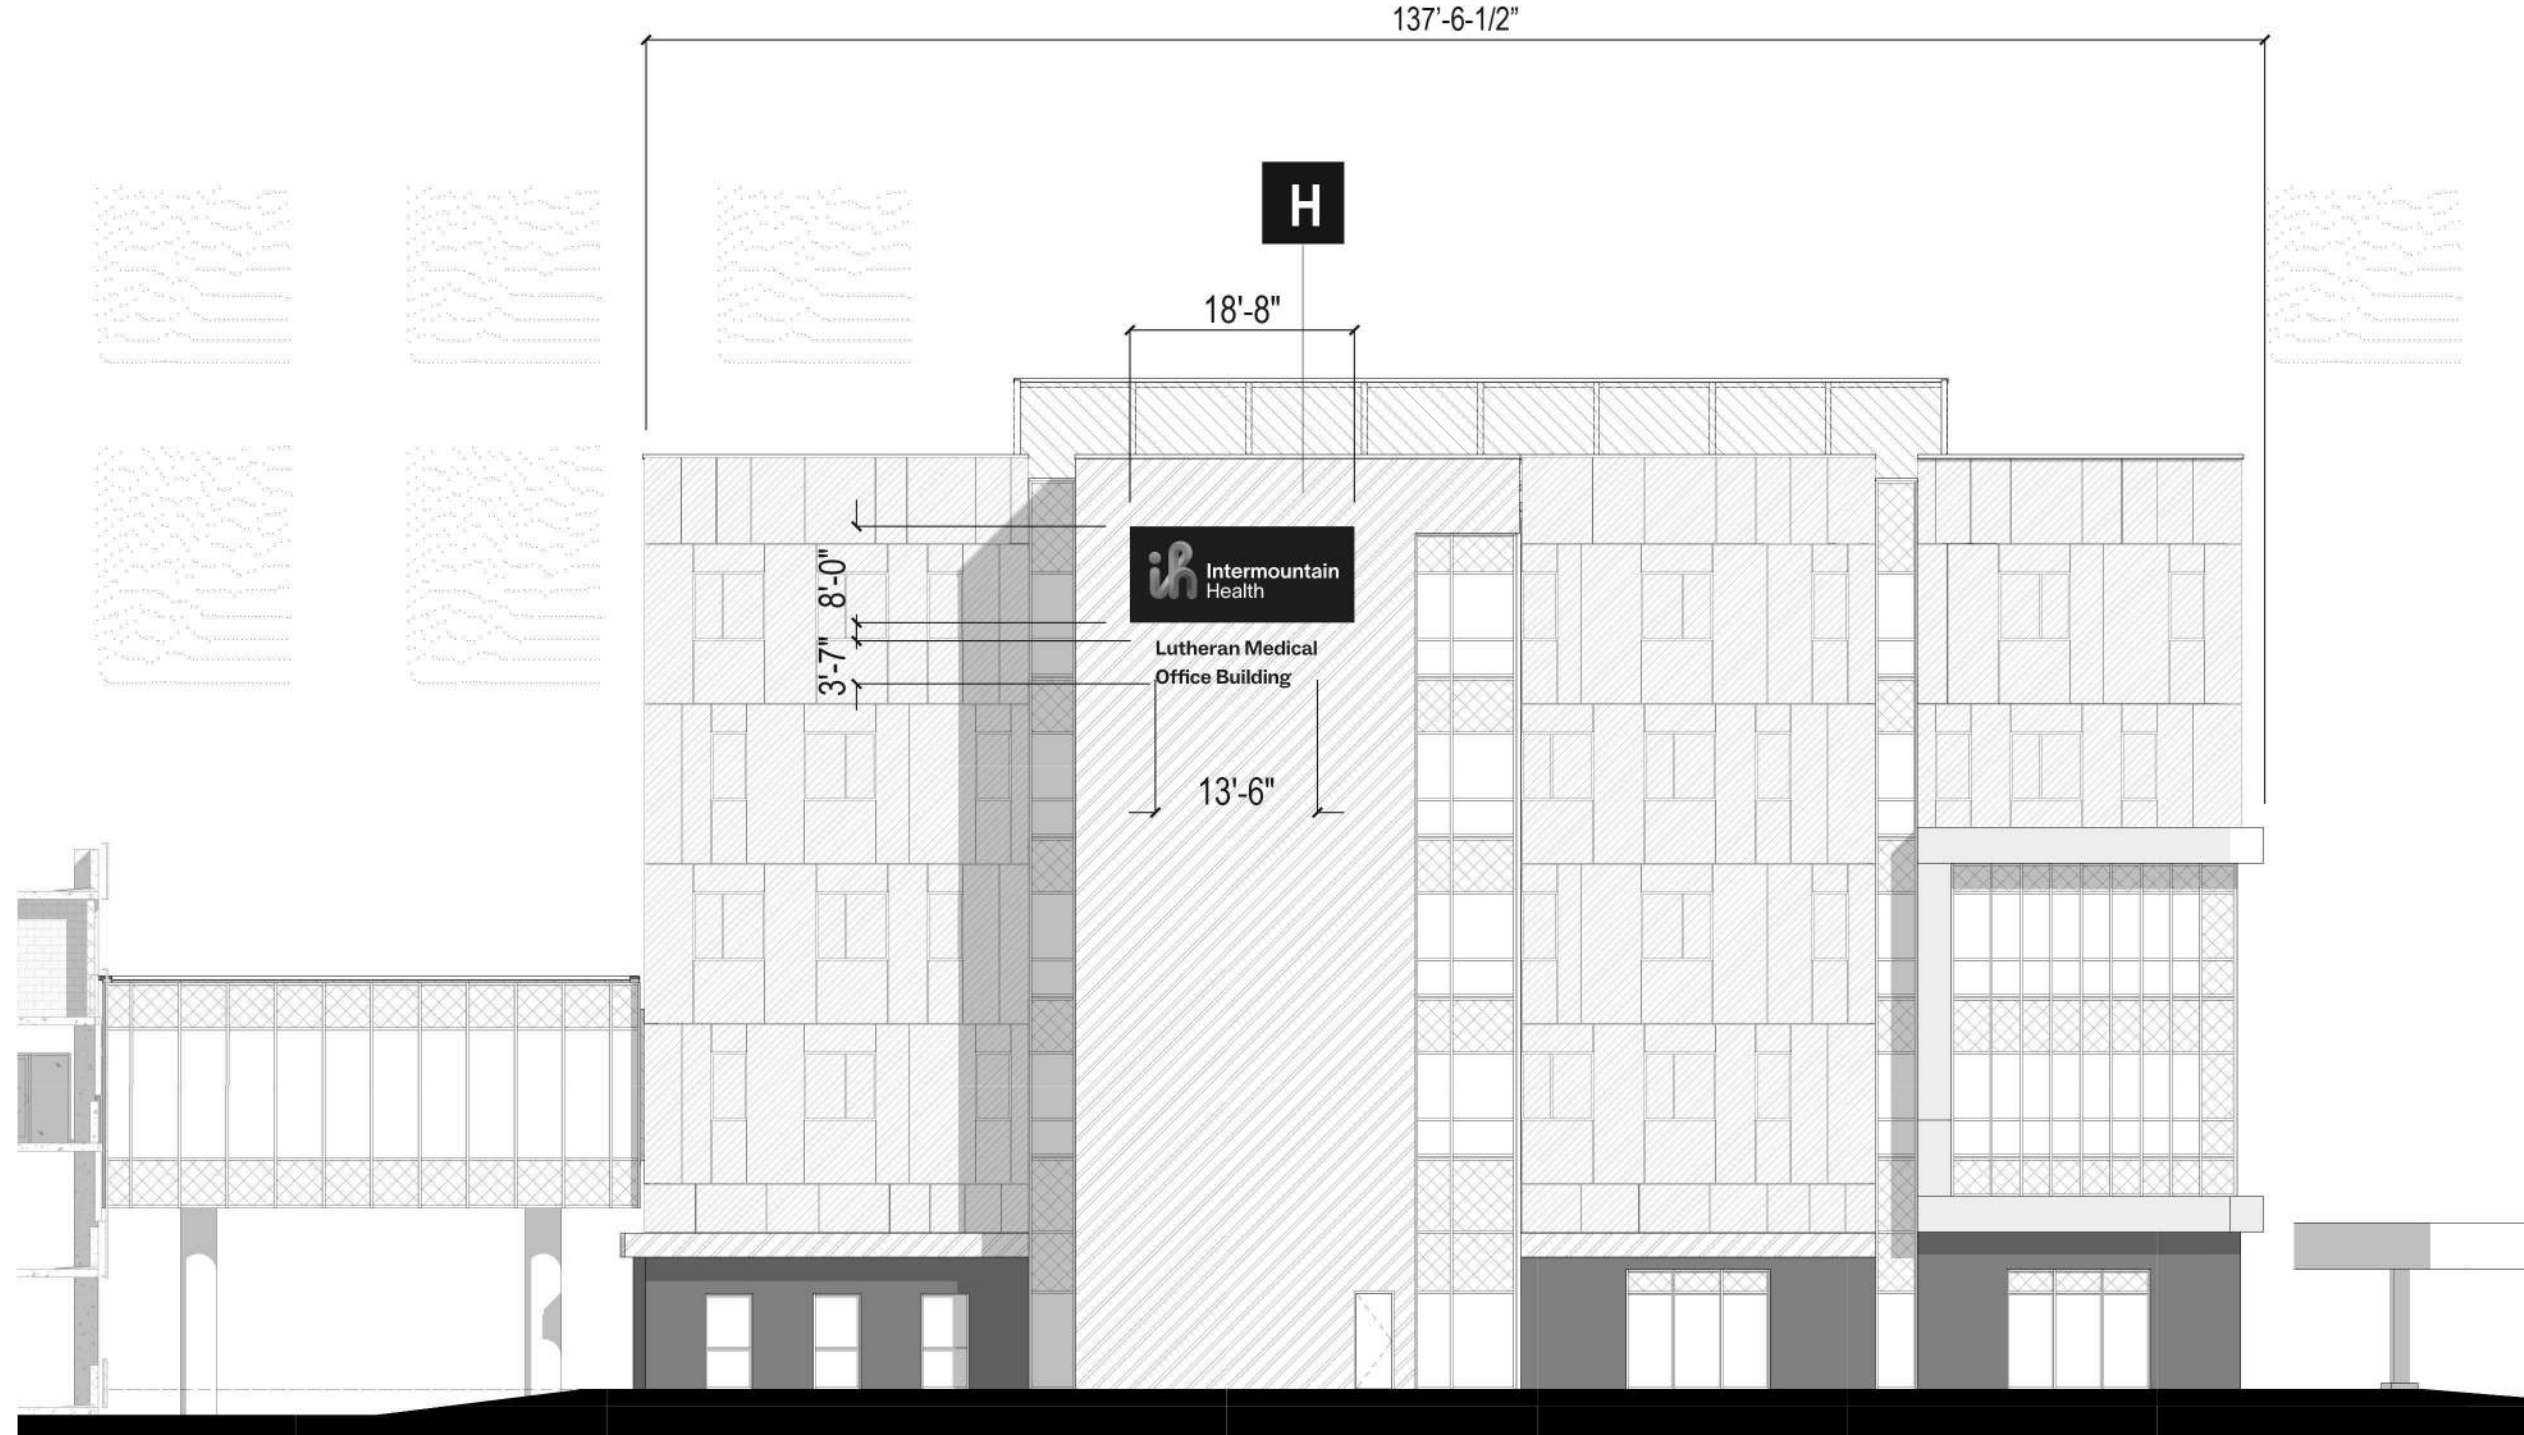 137’-6-1/2”
H
18'-8"
8'-0"
Intermountain
Health
3'-7"
Lutheran Medical
Office Building
13'-6"